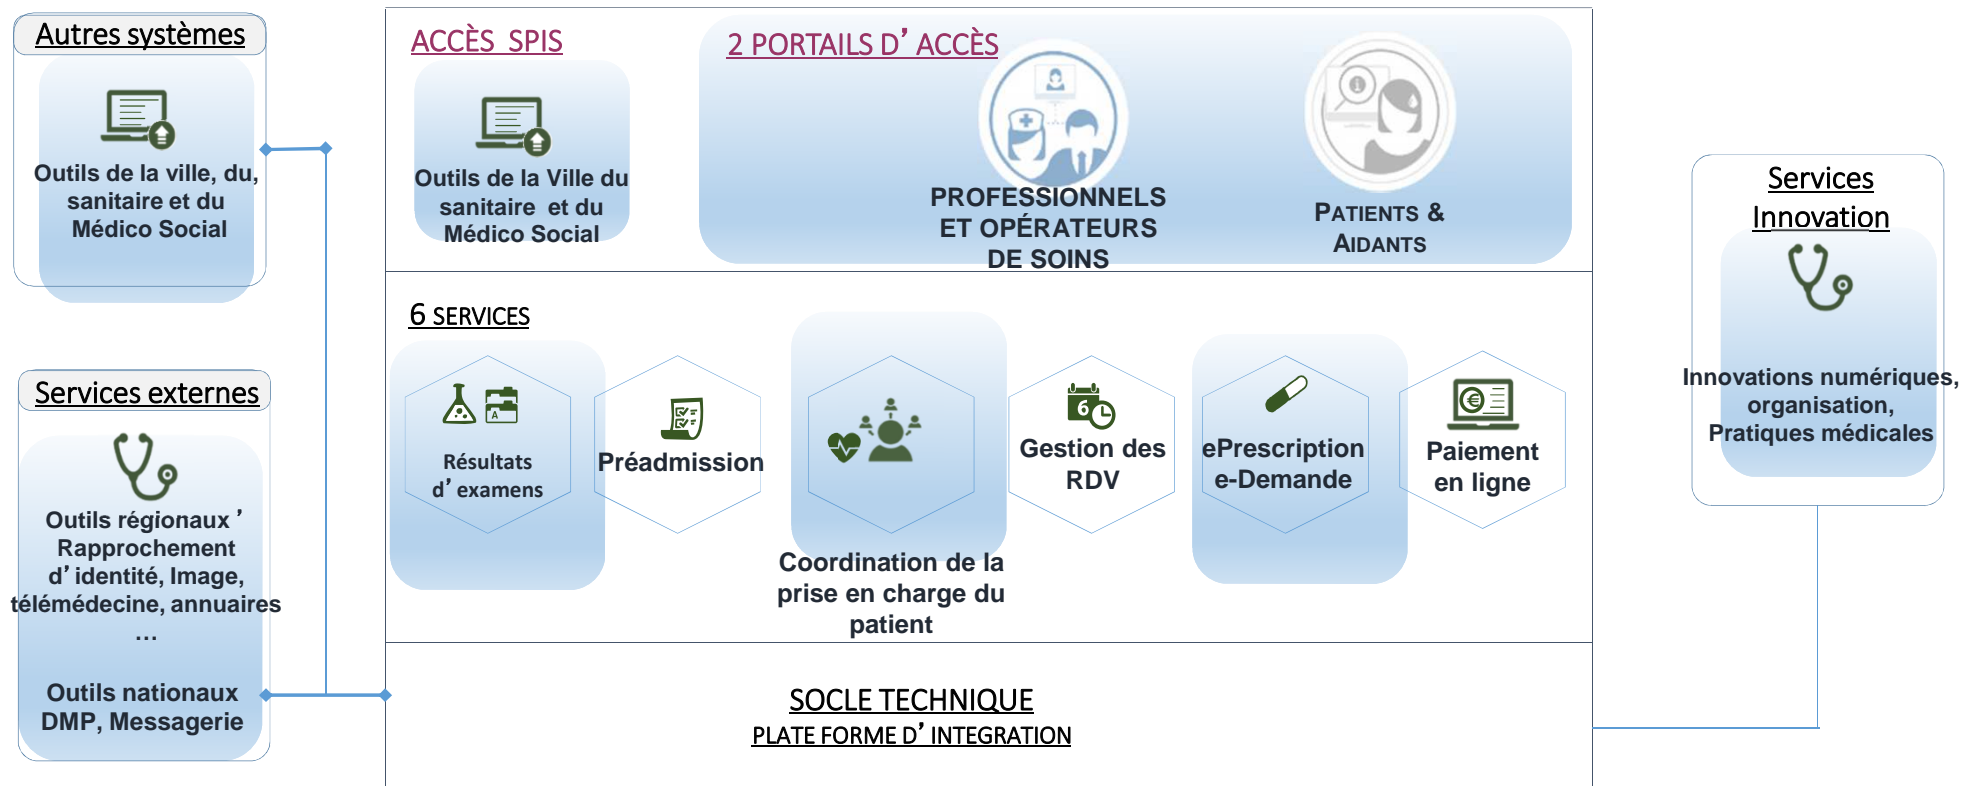 Autres systèmes
Outils de la ville, du,
sanitaire et du
Médico Social
Services externes
Outils régionaux ’
Rapprochement
d’identité, Image,
télémédecine, annuaires
…
Outils nationaux
DMP, Messagerie
ACCÈS SPIS
Outils de la Ville du
sanitaire et du
Médico Social
2 PORTAILS D’ ACCÈS
PROFESSIONNELS
ET OPÉRATEURS
DE SOINS
PATIENTS &
AIDANTS
6 SERVICES
A
Résultats
d’ examens
Préadmission
Coordination de la
prise en charge du
patient
6
Gestion des
RDV
ePrescription
e-Demande
€
Paiement
en ligne
SOCLE TECHNIQUE
PLATE FORME D’ INTEGRATION
Services
Innovation
Innovations numériques,
organisation,
Pratiques médicales